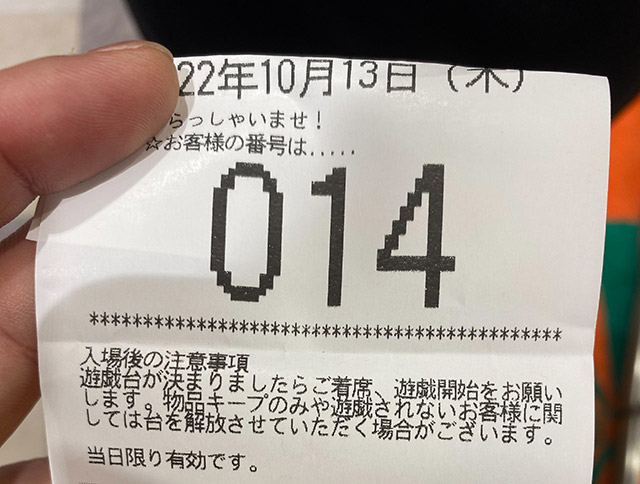 22年10月13日（木）
らっしゃいませ！
☆お客様の番号は.....
014
********************************************
入場後の注意事項
遊戯台が決まりましたらご着席、遊戯開始をお願い
します。物品キープのみや遊戯されないお客様に関
しては台を解放させていただく場合がございます。
当日限り有効です。